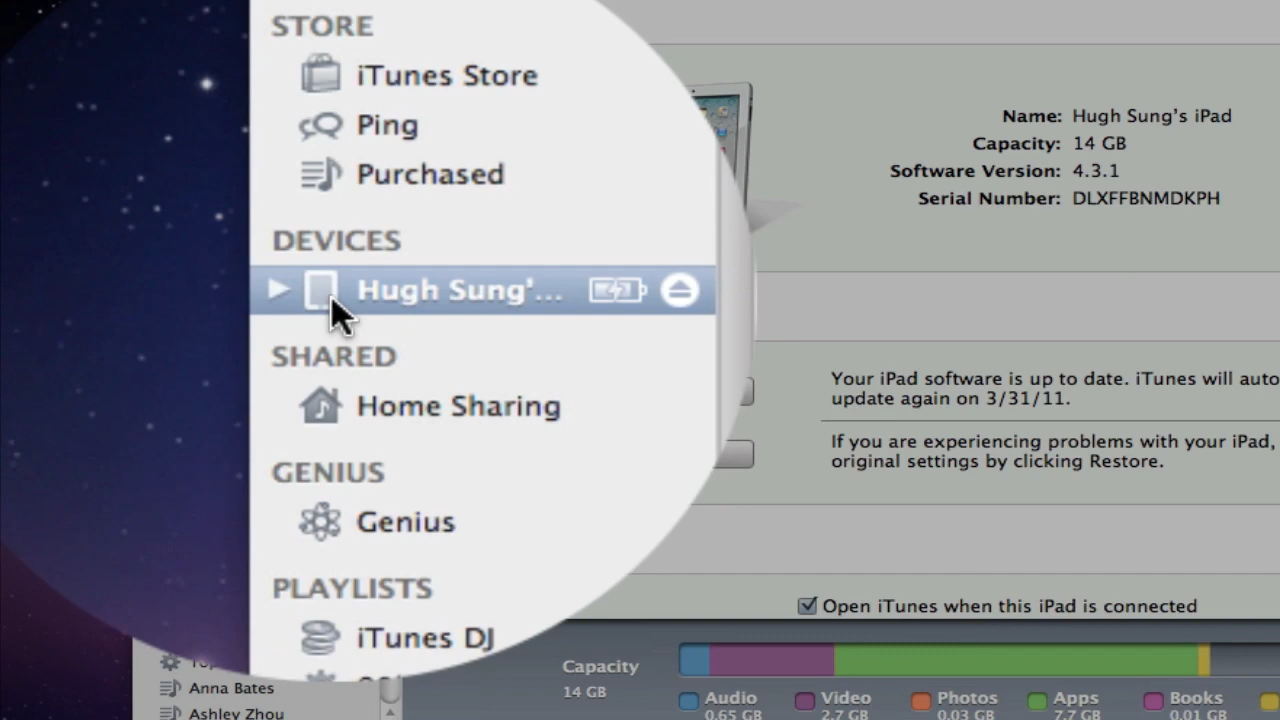 STORE
iTunes Store
Ping
Purchased
DEVICES
Hugh Sung'...
SHARED
Home Sharing
GENIUS
Genius
PLAYLISTS
iTunes DJ
Anna Bates
Ashley Zhou
Name: Hugh Sung's iPad
Capacity: 14 GB
Software Version: 4.3.1
Serial Number: DLXFFBNMDKPH
Your iPad software is up to date. iTunes will auto
update again on 3/31/11.
If you are experiencing problems with your iPad,
original settings by clicking Restore.
Open iTunes when this iPad is connected
Capacity
14 GB
Audio
0.65 GB
Video
2.7 GB
Photos
0.03 GB
Apps
7.7 GB
Books
0.01 GB